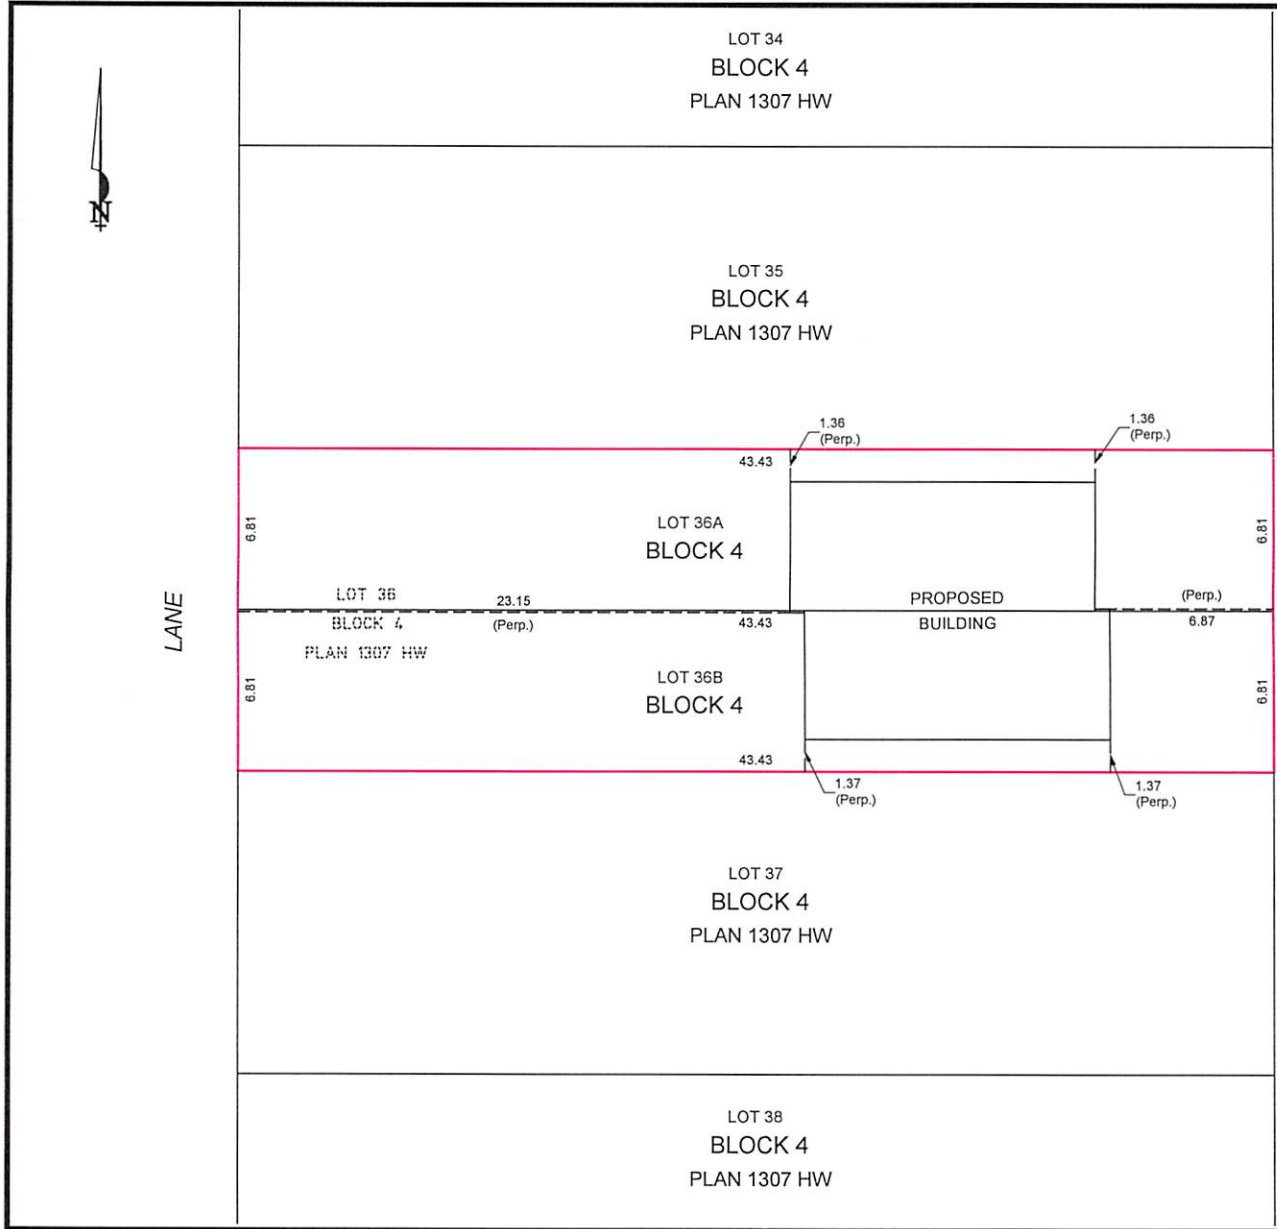 LOT 34
BLOCK 4
PLAN 1307 HW
N
LOT 35
BLOCK 4
PLAN 1307 HW
1.36
(Perp.)
1.36
(Perp.)
43.43
6.81
LOT 36A
BLOCK 4
6.81
LANE
LOT 36
BLOCK 4
PLAN 1307 HW
23.15
(Perp.)
43.43
PROPOSED
BUILDING
(Perp.)
6.87
6.81
LOT 36B
BLOCK 4
6.81
43.43
1.37
(Perp.)
1.37
(Perp.)
LOT 37
BLOCK 4
PLAN 1307 HW
LOT 38
BLOCK 4
PLAN 1307 HW